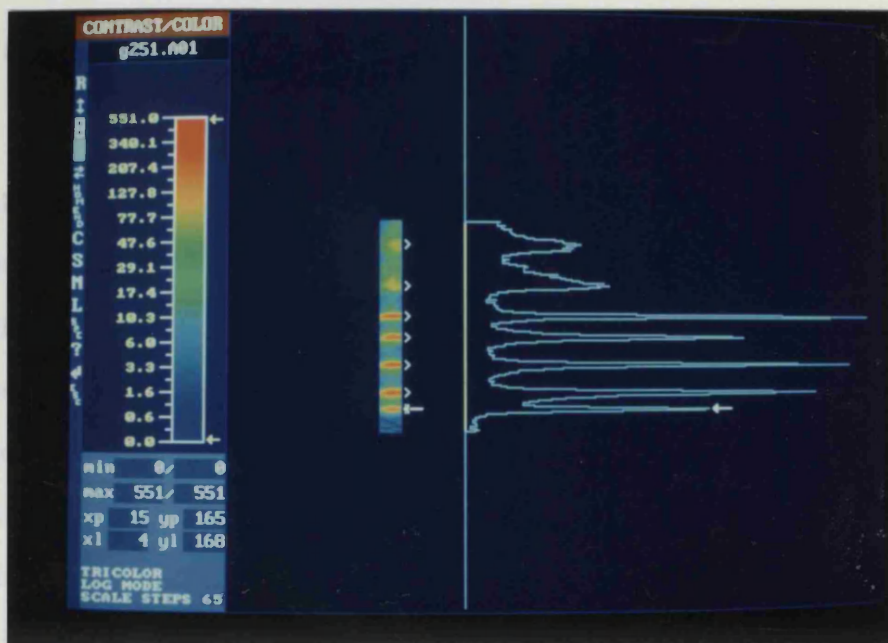 CONTRAST/COLOR
g251.A01
R
551.0
340.1
207.4
127.8
77.7
47.6
C
S
29.1
M
17.4
L
10.3
?
6.0
3.3
1.6
0.6
0.0
min 0/ 0
max 551/ 551
xp 15 yp 165
xl 4 yl 168
TRICOLOR
LOG MODE
SCALE STEPS 65